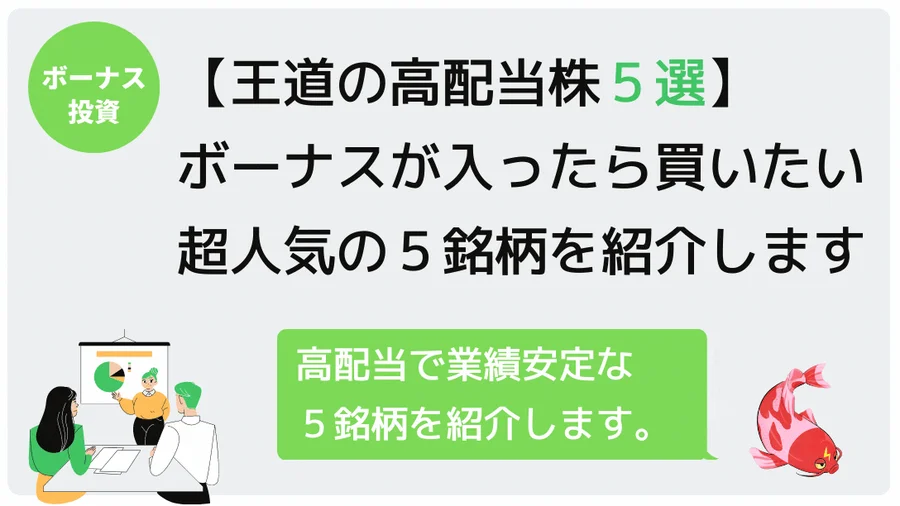 ボーナス
投資
【王道の高配当株５選】
ボーナスが入ったら買いたい
超人気の５銘柄を紹介します
高配当で業績安定な
５銘柄を紹介します。